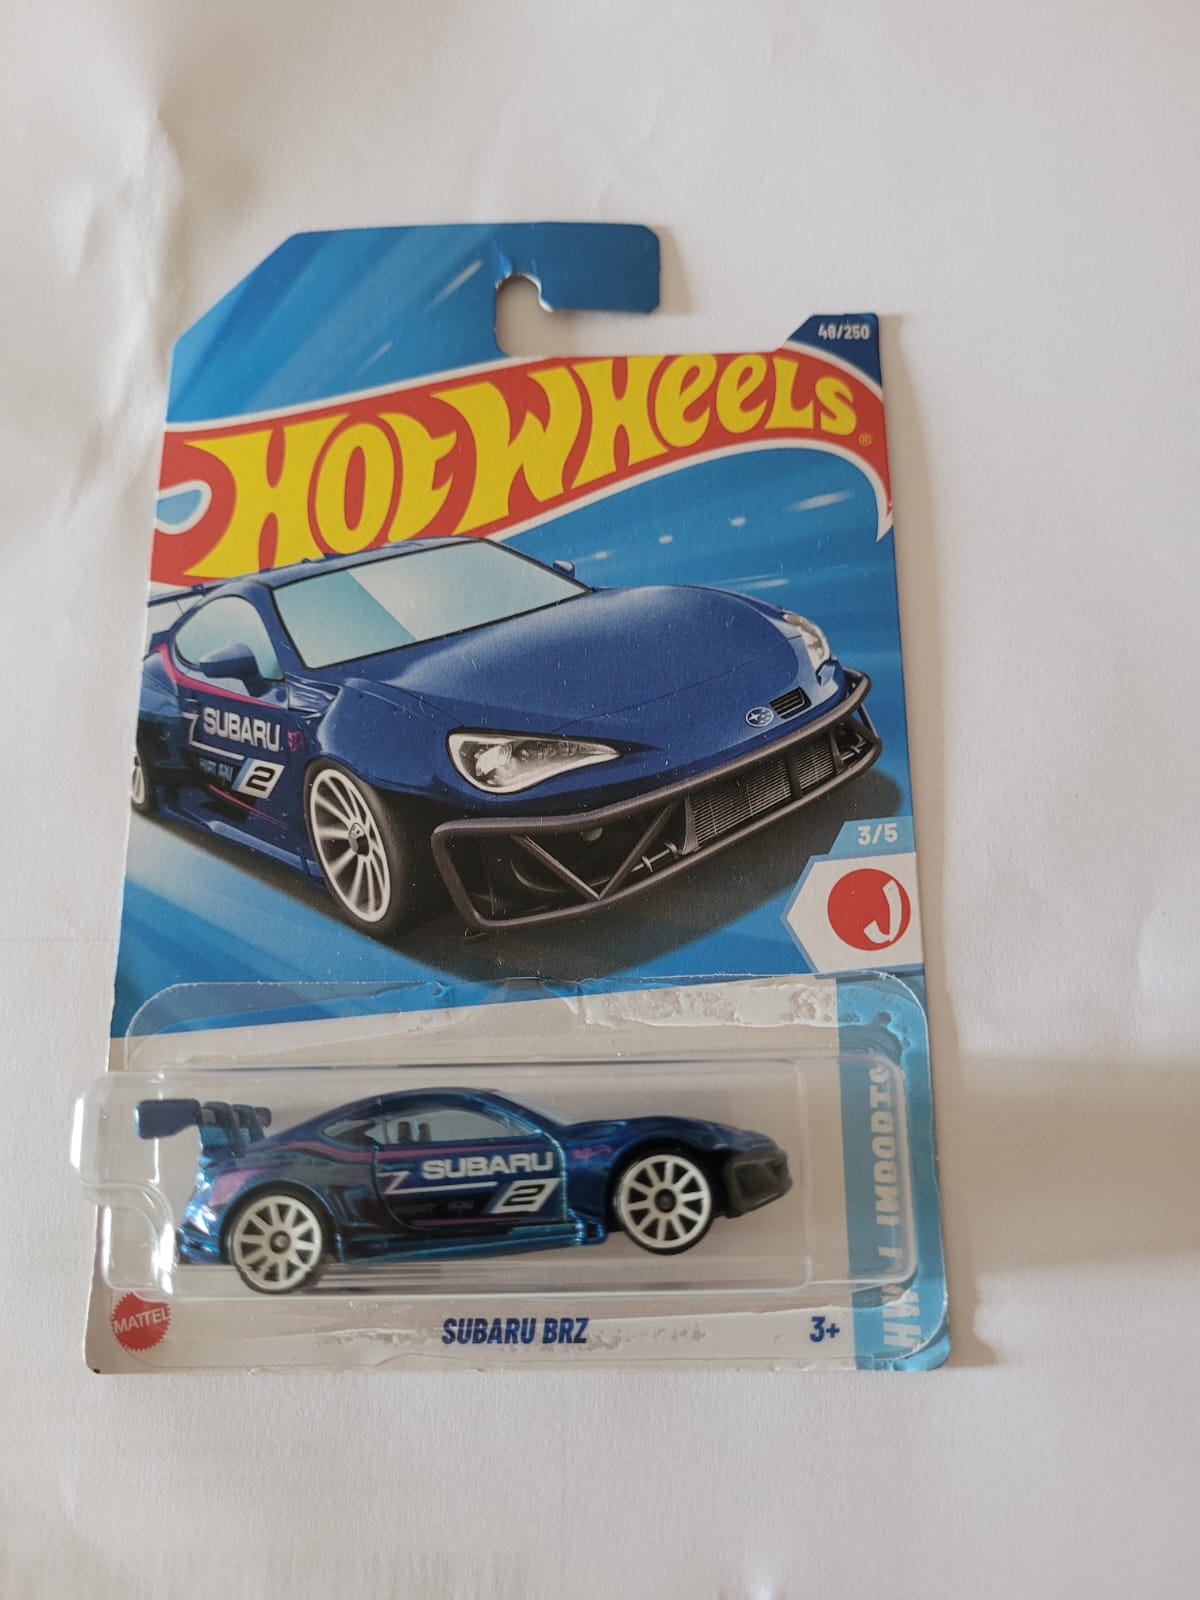 48/250
HOT WHEELS®
SUBARU
2
3/5
J
HW J-IMPORTS
SUBARU
2
MATTEL
SUBARU BRZ
3+